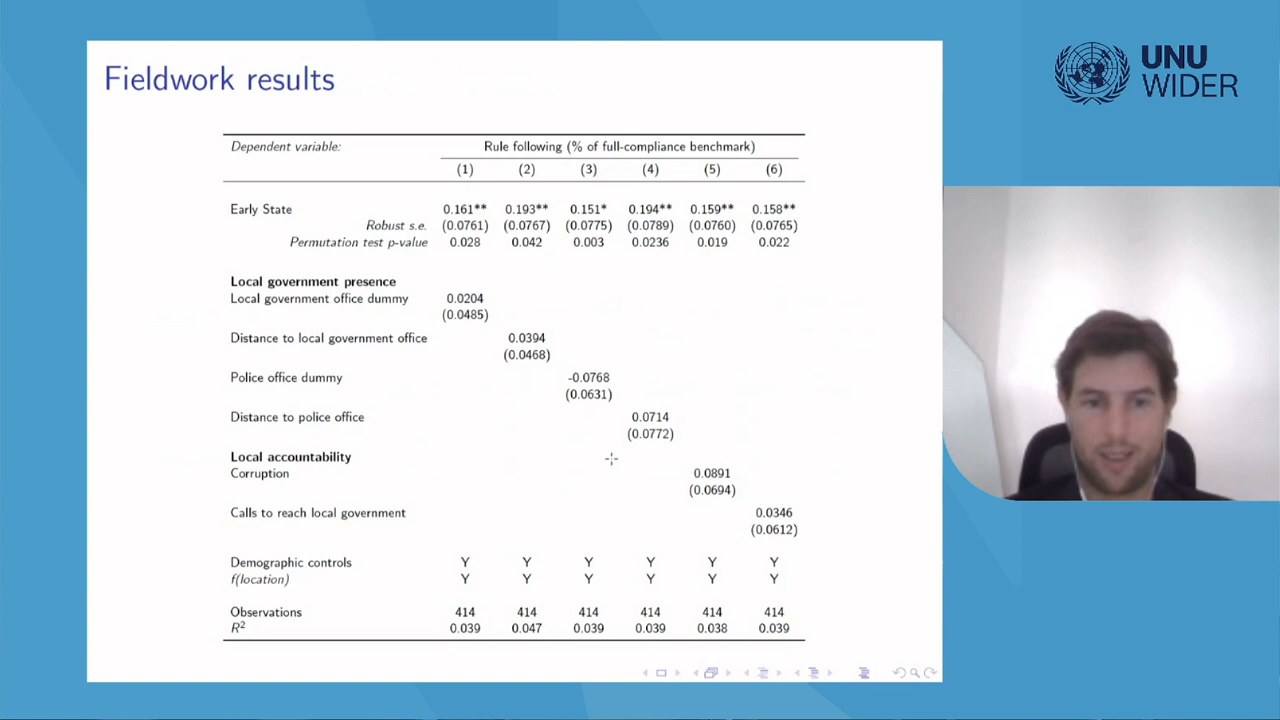 Fieldwork results
UNU
WIDER
Dependent variable: Rule following (% of full-compliance benchmark)
(1) (2) (3) (4) (5) (6)
Early State 0.161** 0.193** 0.151* 0.194** 0.159** 0.158**
Robust s.e. (0.0761) (0.0767) (0.0775) (0.0789) (0.0760) (0.0765)
Permutation test p-value 0.028 0.042 0.003 0.0236 0.019 0.022
Local government presence
Local government office dummy 0.0204
(0.0485)
Distance to local government office 0.0394
(0.0468)
Police office dummy -0.0768
(0.0631)
Distance to police office 0.0714
(0.0772)
Local accountability
Corruption 0.0891
(0.0694)
Calls to reach local government 0.0346
(0.0612)
Demographic controls Y Y Y Y Y Y
f(location) Y Y Y Y Y Y
Observations 414 414 414 414 414 414
R² 0.039 0.047 0.039 0.039 0.038 0.039